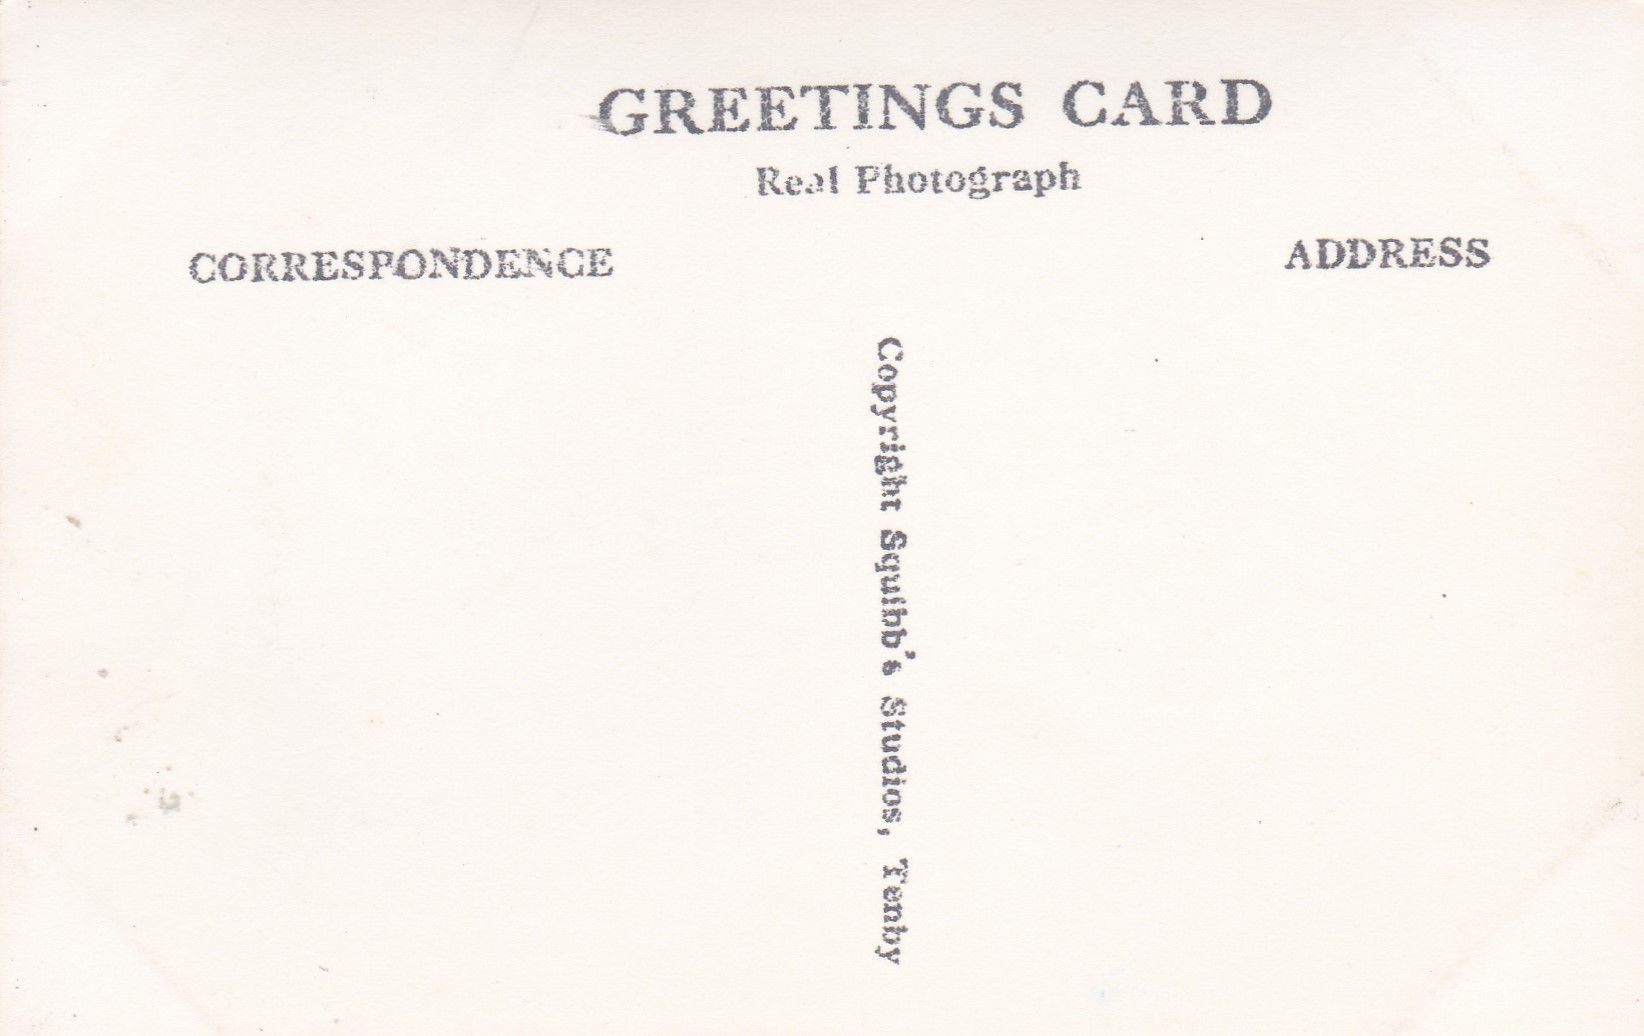 GREETINGS CARD
Real Photograph
CORRESPONDENCE
ADDRESS
Copyright Squibb's Studios, Tenby